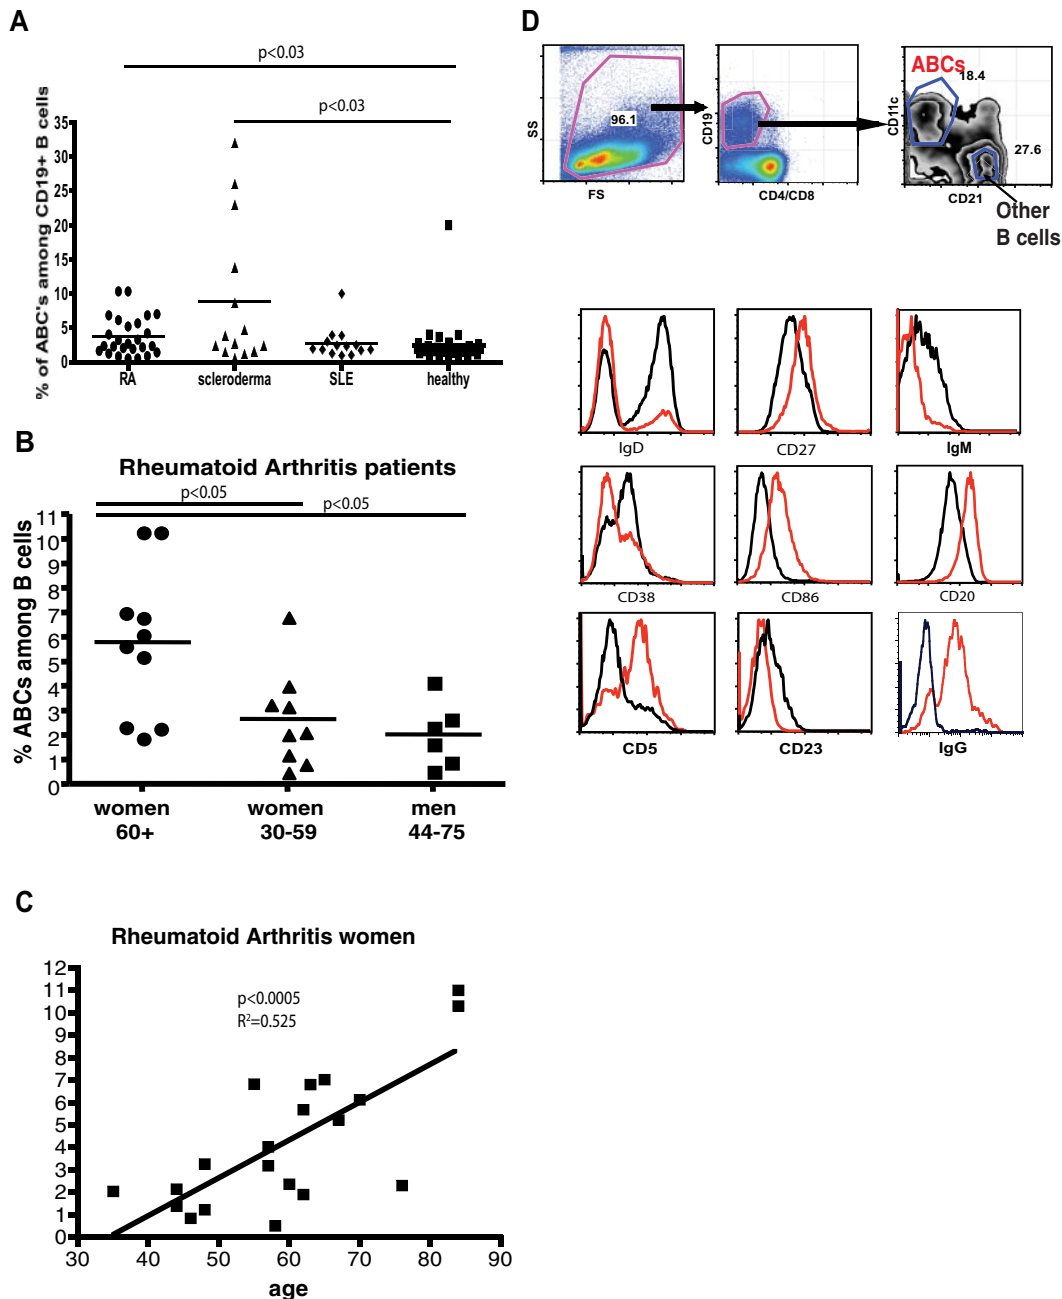 A
p<0.03
p<0.03
% of ABC's among CD19+ B cells
35
30
25
20
15
10
5
0
RA
scleroderma
SLE
healthy
B
Rheumatoid Arthritis patients
p<0.05
p<0.05
% ABCs among B cells
11
10
9
8
7
6
5
4
3
2
1
0
women
60+
women
30-59
men
44-75
C
Rheumatoid Arthritis women
p<0.0005
R²=0.525
12
11
10
9
8
7
6
5
4
3
2
1
0
30
40
50
60
70
80
90
age
D
SS
96.1
FS
CD19
CD4/CD8
ABCs
18.4
CD11c
27.6
CD21
Other
B cells
IgD
CD27
IgM
CD38
CD86
CD20
CD5
CD23
IgG